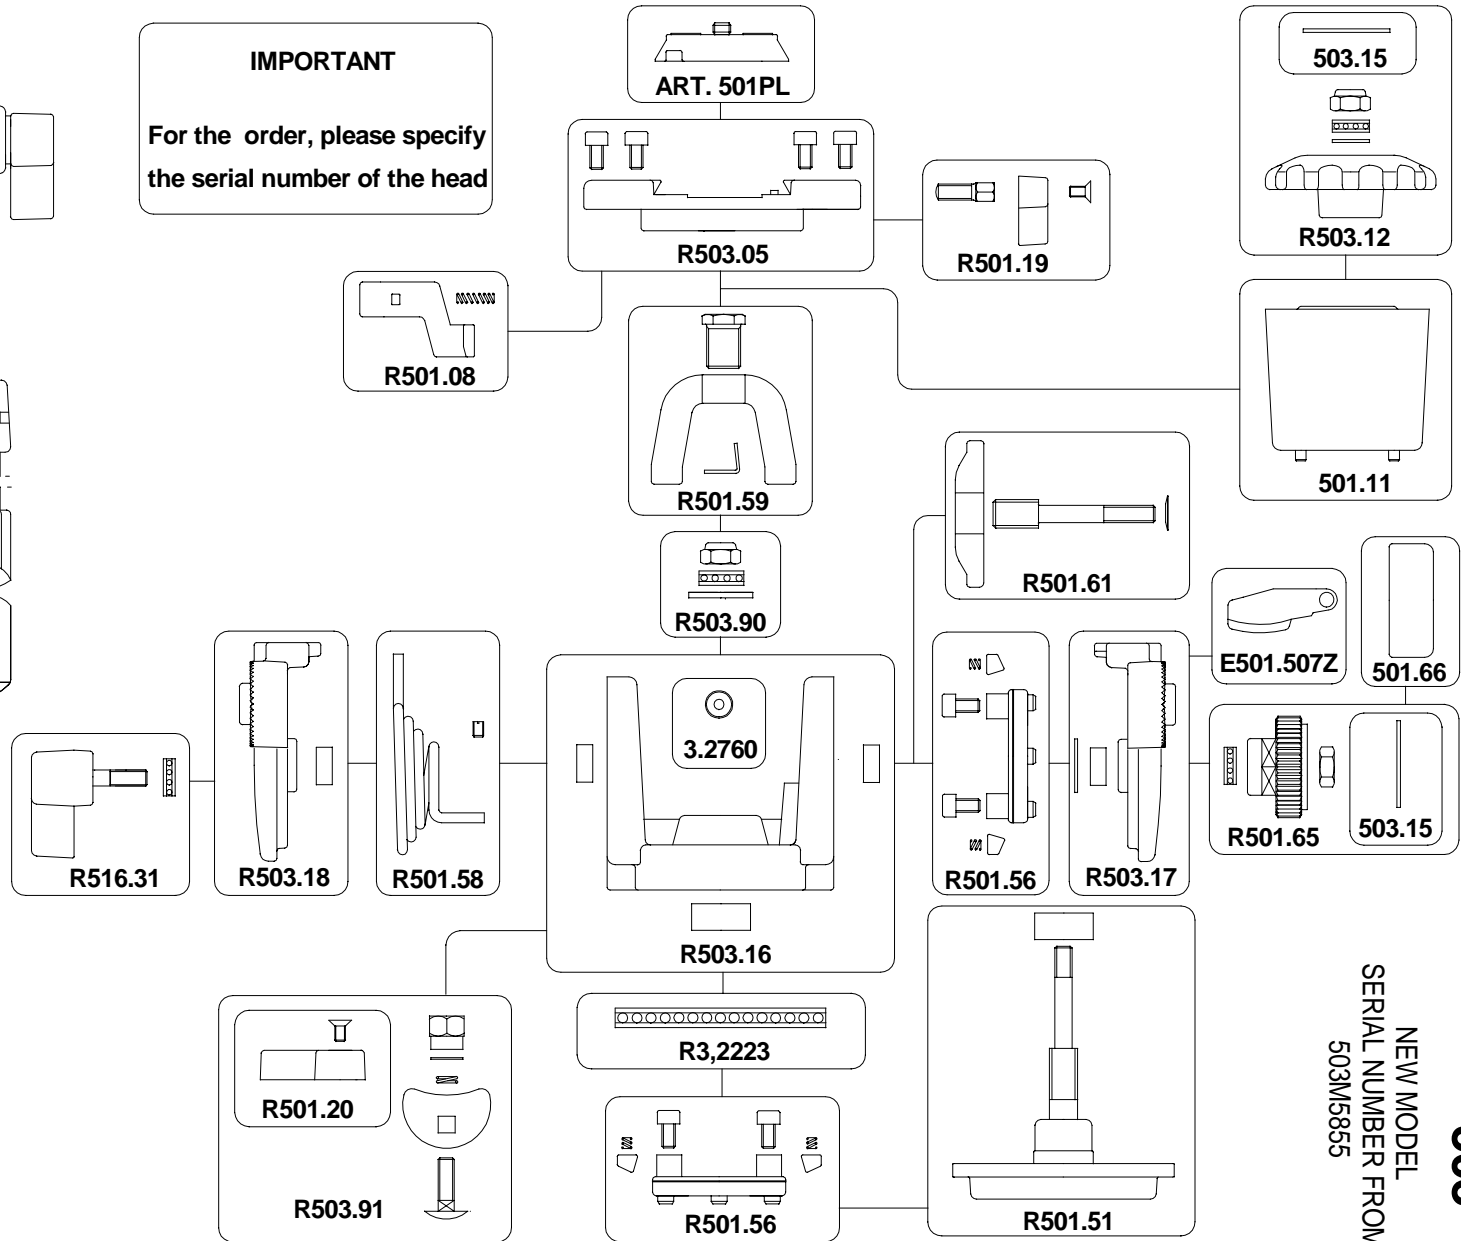 IMPORTANT
For the order, please specify
the serial number of the head
ART. 501PL
503.15
R503.12
R503.05
R501.19
R501.08
R501.59
501.11
R501.61
R503.90
E501.507Z
501.66
3.2760
R516.31
R503.18
R501.58
R501.56
R503.17
R501.65
503.15
R503.16
R3,2223
R501.20
R503.91
R501.56
R501.51
NEW MODEL
SERIAL NUMBER FROM
503M5855